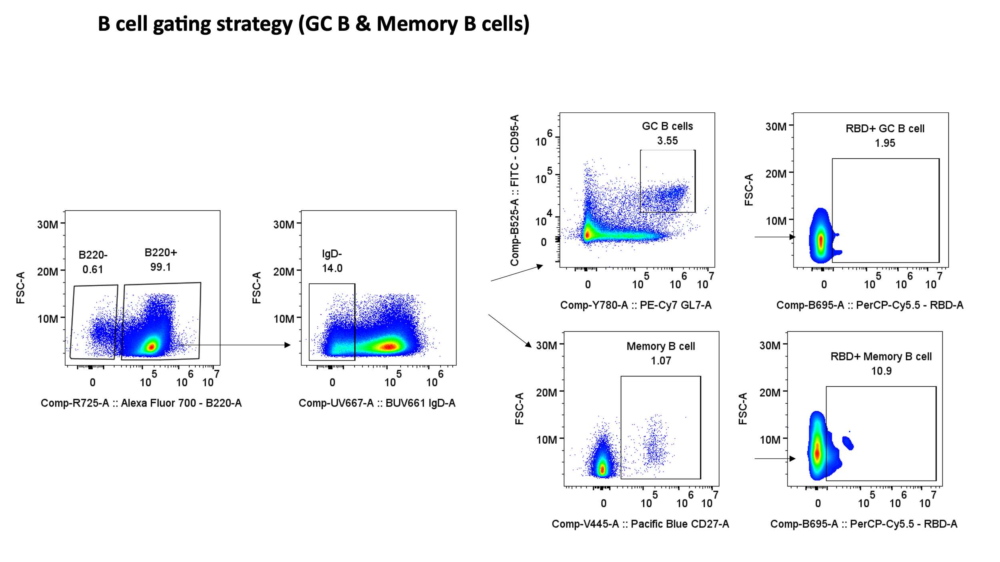 B cell gating strategy (GC B & Memory B cells)
FSC-A
30M
20M
10M
B220-
0.61
B220+
99.1
0
10^5
10^6
10^7
Comp-R725-A :: Alexa Fluor 700 - B220-A
FSC-A
30M
20M
10M
IgD-
14.0
0
10^5
10^6
Comp-UV667-A :: BUV661 IgD-A
Comp-B525-A :: FITC - CD95-A
10^6
10^5
10^4
0
GC B cells
3.55
0
10^5
10^6
10^7
Comp-Y780-A :: PE-Cy7 GL7-A
FSC-A
30M
20M
10M
RBD+ GC B cell
1.95
0
10^5
10^6
10^7
Comp-B695-A :: PerCP-Cy5.5 - RBD-A
FSC-A
30M
20M
10M
Memory B cell
1.07
0
10^5
10^6
10^7
Comp-V445-A :: Pacific Blue CD27-A
FSC-A
30M
20M
10M
RBD+ Memory B cell
10.9
0
10^5
10^6
10^7
Comp-B695-A :: PerCP-Cy5.5 - RBD-A